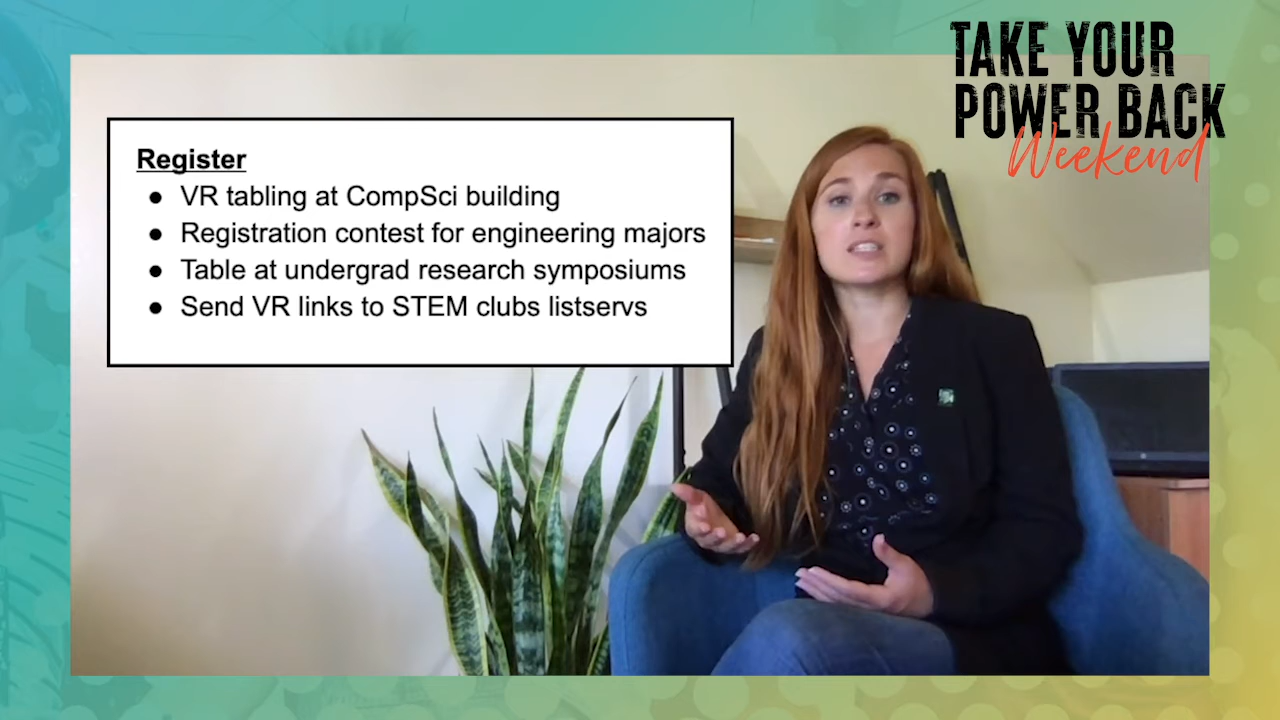 TAKE YOUR
POWER BACK
Weekend
Register
● VR tabling at CompSci building
● Registration contest for engineering majors
● Table at undergrad research symposiums
● Send VR links to STEM clubs listservs